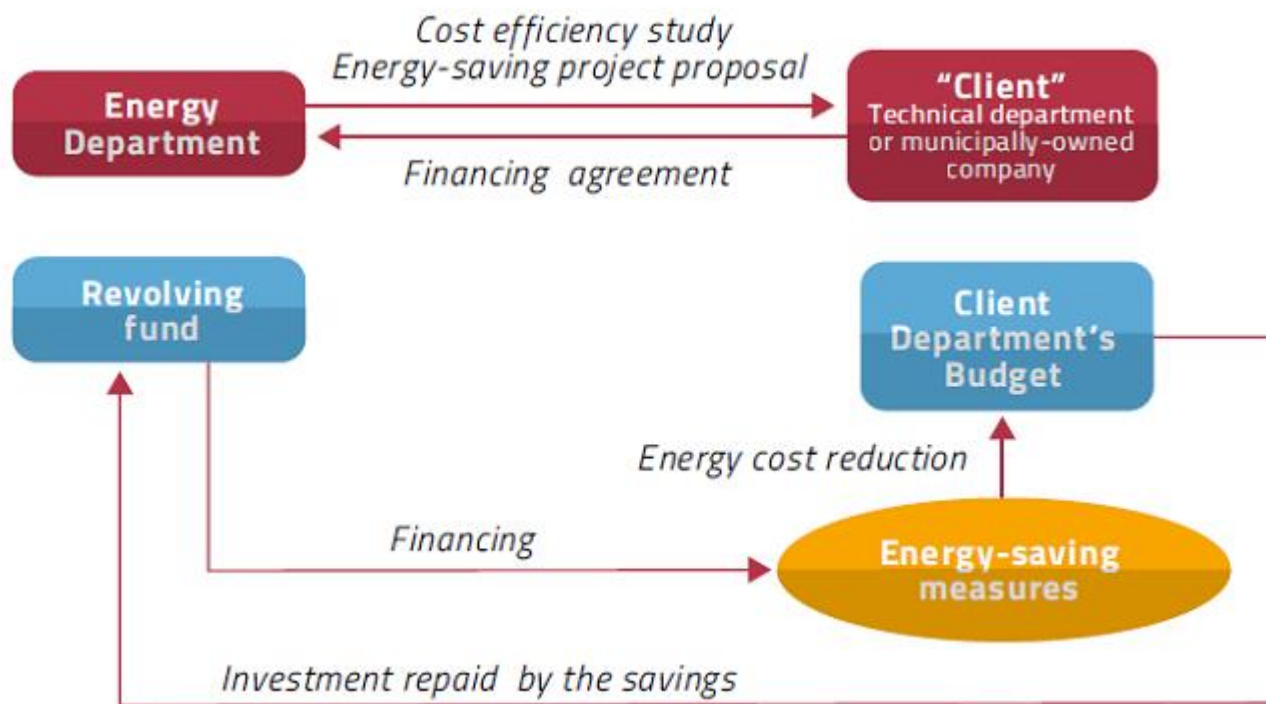 Cost efficiency study
Energy-saving project proposal
Energy
Department
"Client"
Technical department
or municipally-owned
company
Financing agreement
Revolving
fund
Client
Department's
Budget
Energy cost reduction
Financing
Energy-saving
measures
Investment repaid by the savings